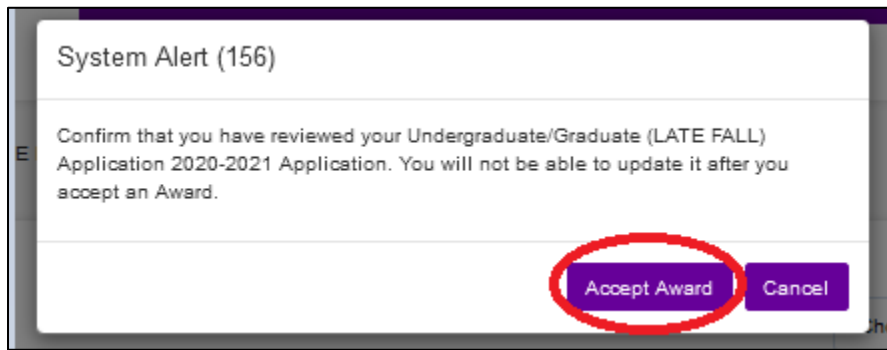 System Alert (156)
Confirm that you have reviewed your Undergraduate/Graduate (LATE FALL)
Application 2020-2021 Application. You will not be able to update it after you
accept an Award.
E
Accept Award Cancel